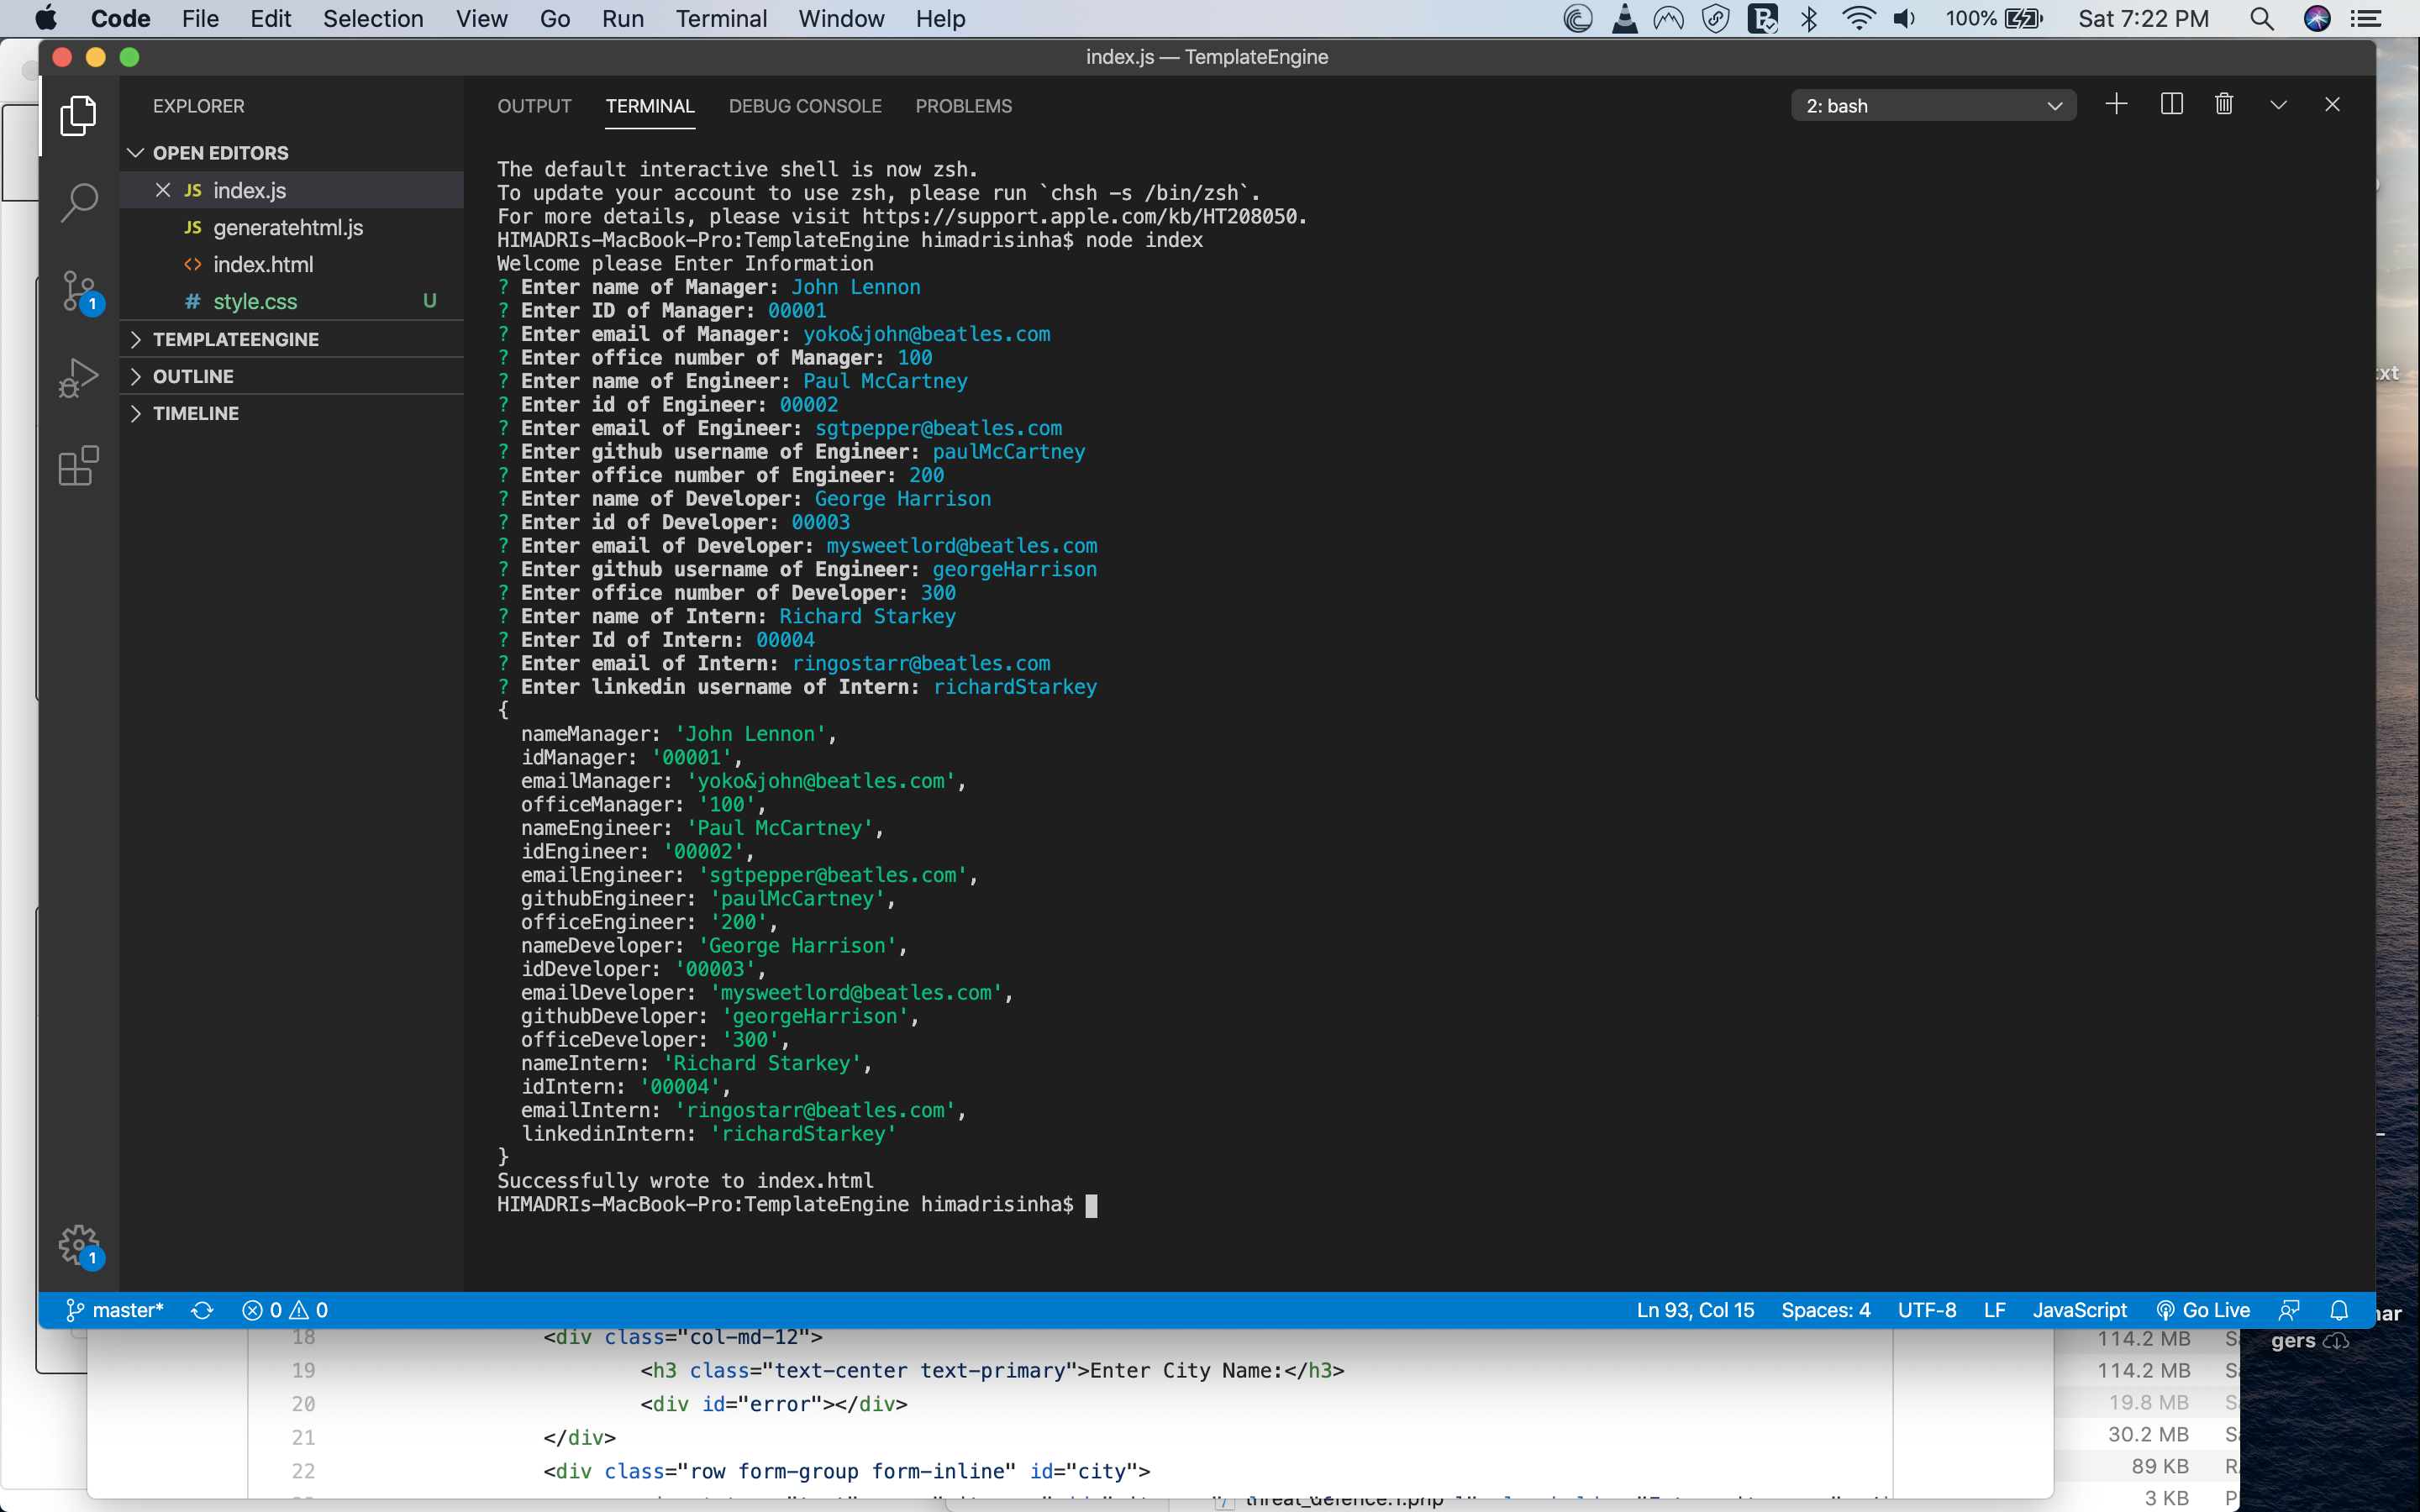 Code File Edit Selection View Go Run Terminal Window Help 100% Sat 7:22 PM
index.js — TemplateEngine
EXPLORER
OPEN EDITORS
JS index.js
JS generatehtml.js
<> index.html
# style.css U
TEMPLATEENGINE
OUTLINE
TIMELINE
1
1
OUTPUT TERMINAL DEBUG CONSOLE PROBLEMS 2: bash
The default interactive shell is now zsh.
To update your account to use zsh, please run `chsh -s /bin/zsh`.
For more details, please visit https://support.apple.com/kb/HT208050.
HIMADRIs-MacBook-Pro:TemplateEngine himadrisinha$ node index
Welcome please Enter Information
? Enter name of Manager: John Lennon
? Enter ID of Manager: 00001
? Enter email of Manager: yoko&john@beatles.com
? Enter office number of Manager: 100
? Enter name of Engineer: Paul McCartney
? Enter id of Engineer: 00002
? Enter email of Engineer: sgtpepper@beatles.com
? Enter github username of Engineer: paulMcCartney
? Enter office number of Engineer: 200
? Enter name of Developer: George Harrison
? Enter id of Developer: 00003
? Enter email of Developer: mysweetlord@beatles.com
? Enter github username of Engineer: georgeHarrison
? Enter office number of Developer: 300
? Enter name of Intern: Richard Starkey
? Enter Id of Intern: 00004
? Enter email of Intern: ringostarr@beatles.com
? Enter linkedin username of Intern: richardStarkey
{
nameManager: 'John Lennon',
idManager: '00001',
emailManager: 'yoko&john@beatles.com',
officeManager: '100',
nameEngineer: 'Paul McCartney',
idEngineer: '00002',
emailEngineer: 'sgtpepper@beatles.com',
githubEngineer: 'paulMcCartney',
officeEngineer: '200',
nameDeveloper: 'George Harrison',
idDeveloper: '00003',
emailDeveloper: 'mysweetlord@beatles.com',
githubDeveloper: 'georgeHarrison',
officeDeveloper: '300',
nameIntern: 'Richard Starkey',
idIntern: '00004',
emailIntern: 'ringostarr@beatles.com',
linkedinIntern: 'richardStarkey'
}
Successfully wrote to index.html
HIMADRIs-MacBook-Pro:TemplateEngine himadrisinha$
master* 0 0 Ln 93, Col 15 Spaces: 4 UTF-8 LF JavaScript Go Live
18 <div class="col-md-12">
19 <h3 class="text-center text-primary">Enter City Name:</h3>
20 <div id="error"></div>
21 </div>
22 <div class="row form-group form-inline" id="city">
114.2 MB
114.2 MB
19.8 MB
30.2 MB
89 KB
3 KB
gers